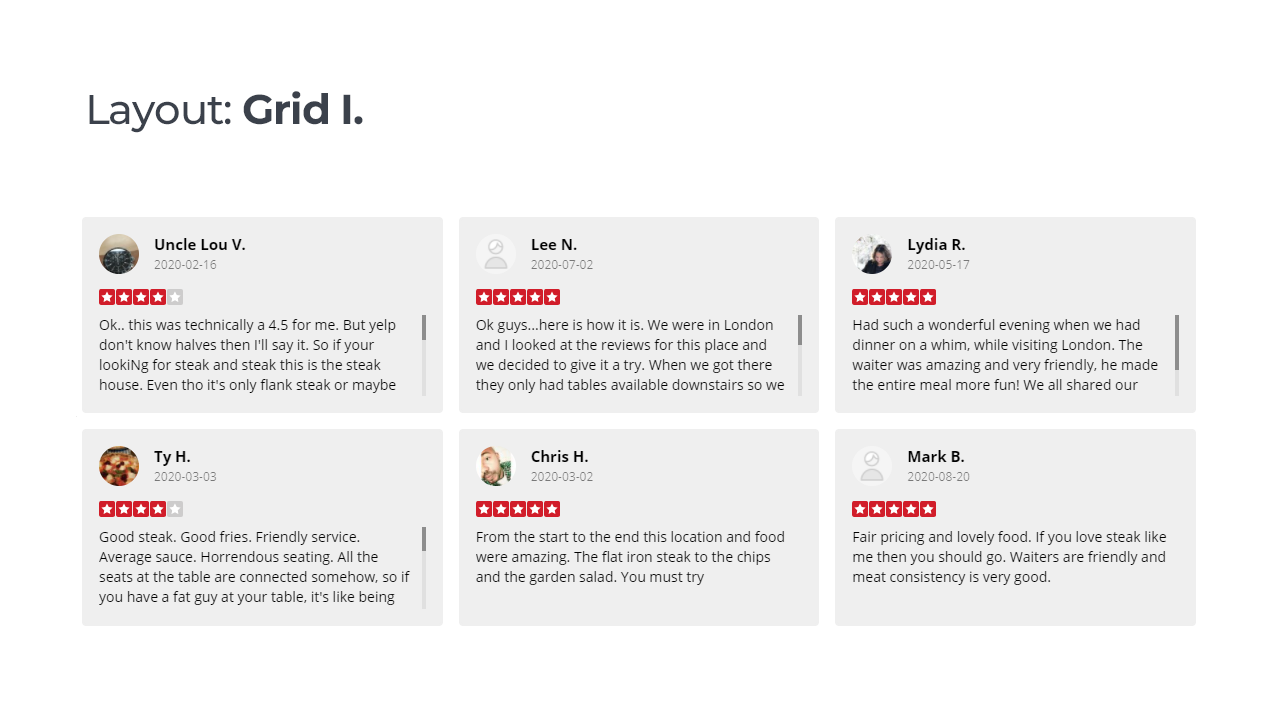 Layout: Grid I.
Uncle Lou V.
2020-02-16
Ok.. this was technically a 4.5 for me. But yelp
don't know halves then I'll say it. So if your
lookiNg for steak and steak this is the steak
house. Even tho it's only flank steak or maybe
Lee N.
2020-07-02
Ok guys...here is how it is. We were in London
and I looked at the reviews for this place and
we decided to give it a try. When we got there
they only had tables available downstairs so we
Lydia R.
2020-05-17
Had such a wonderful evening when we had
dinner on a whim, while visiting London. The
waiter was amazing and very friendly, he made
the entire meal more fun! We all shared our
Ty H.
2020-03-03
Good steak. Good fries. Friendly service.
Average sauce. Horrendous seating. All the
seats at the table are connected somehow, so if
you have a fat guy at your table, it's like being
Chris H.
2020-03-02
From the start to the end this location and food
were amazing. The flat iron steak to the chips
and the garden salad. You must try
Mark B.
2020-08-20
Fair pricing and lovely food. If you love steak like
me then you should go. Waiters are friendly and
meat consistency is very good.